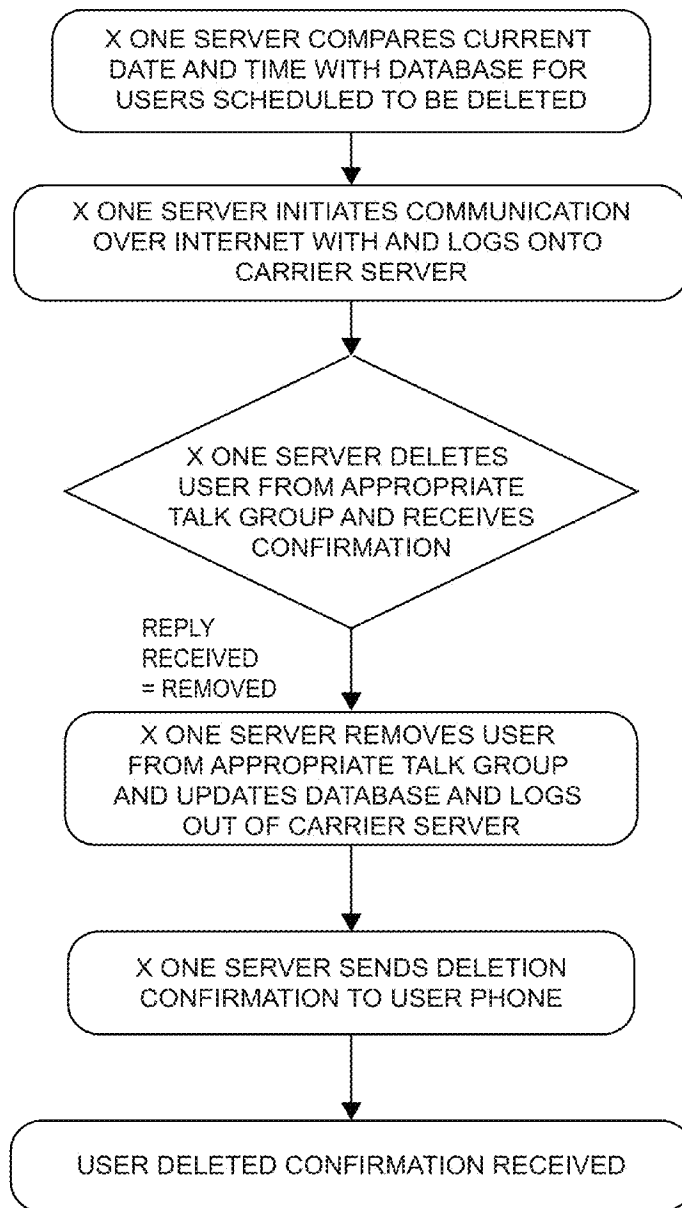 X ONE SERVER COMPARES CURRENT
DATE AND TIME WITH DATABASE FOR
USERS SCHEDULED TO BE DELETED
X ONE SERVER INITIATES COMMUNICATION
OVER INTERNET WITH AND LOGS ONTO
CARRIER SERVER
X ONE SERVER DELETES
USER FROM APPROPRIATE
TALK GROUP AND RECEIVES
CONFIRMATION
REPLY
RECEIVED
= REMOVED
X ONE SERVER REMOVES USER
FROM APPROPRIATE TALK GROUP
AND UPDATES DATABASE AND LOGS
OUT OF CARRIER SERVER
X ONE SERVER SENDS DELETION
CONFIRMATION TO USER PHONE
USER DELETED CONFIRMATION RECEIVED